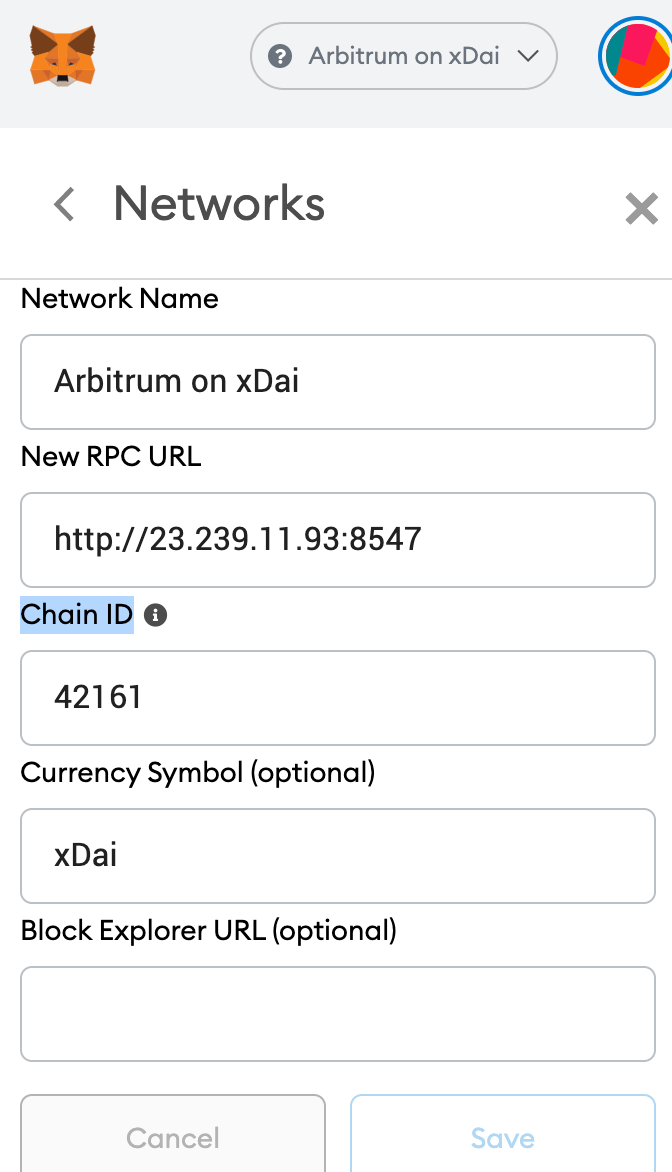 Arbitrum on xDai
Networks
Network Name
Arbitrum on xDai
New RPC URL
http://23.239.11.93:8547
Chain ID
42161
Currency Symbol (optional)
xDai
Block Explorer URL (optional)
Cancel Save